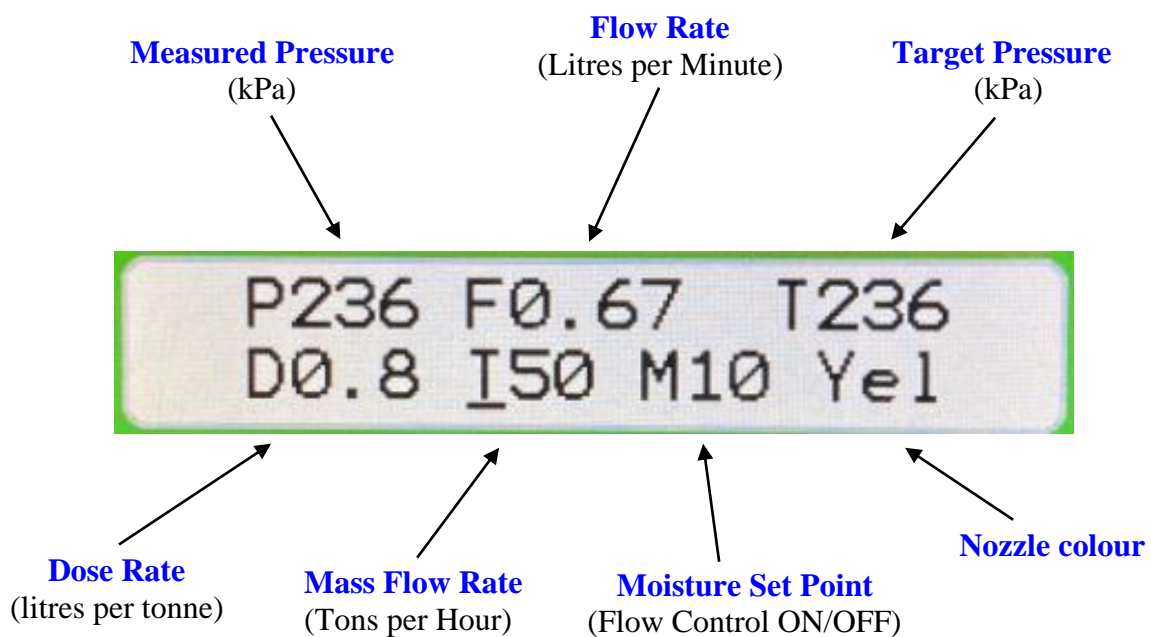 Flow Rate
(Litres per Minute)
Measured Pressure
(kPa)
Target Pressure
(kPa)
P236 F0.67 T236
D0.8 T50 M10 Yel
Dose Rate
(litres per tonne)
Mass Flow Rate
(Tons per Hour)
Moisture Set Point
(Flow Control ON/OFF)
Nozzle colour